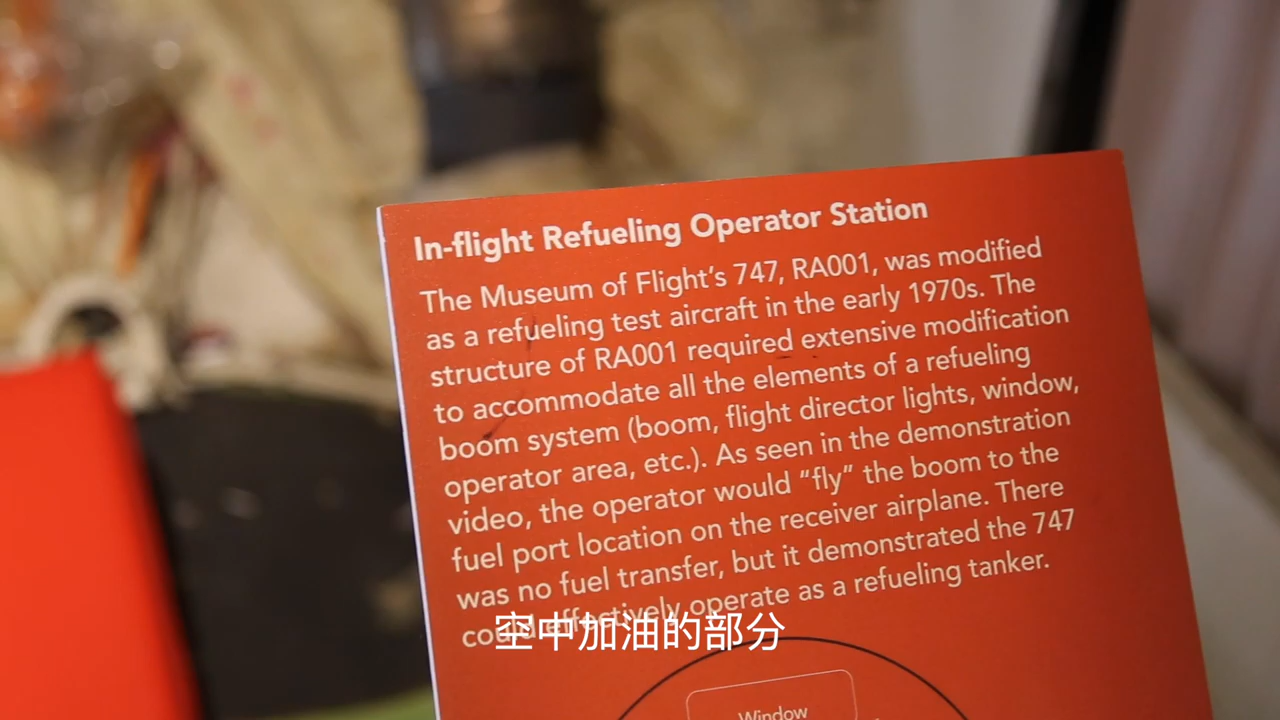 In-flight Refueling Operator Station
The Museum of Flight's 747, RA001, was modified
as a refueling test aircraft in the early 1970s. The
structure of RA001 required extensive modification
to accommodate all the elements of a refueling
boom system (boom, flight director lights, window,
operator area, etc.). As seen in the demonstration
video, the operator would “fly” the boom to the
fuel port location on the receiver airplane. There
was no fuel transfer, but it demonstrated the 747
could effectively operate as a refueling tanker.
空中加油的部分
Window